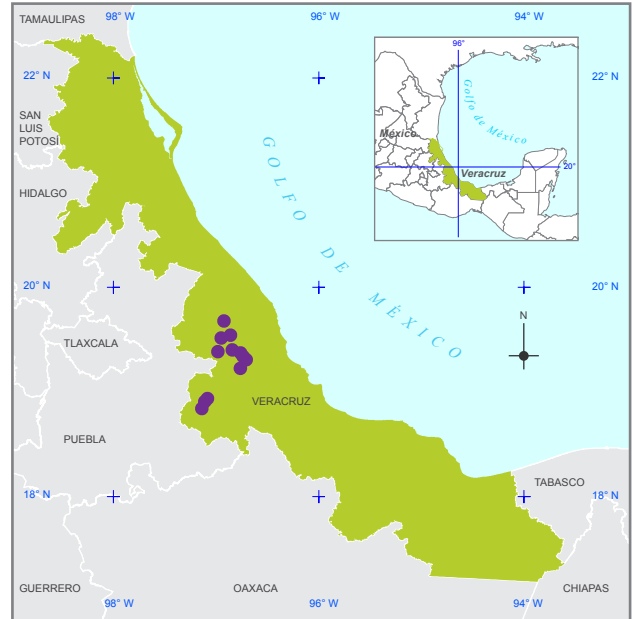 TAMAULIPAS
98° W
96° W
94° W
22° N
22° N
SAN
LUIS
POTOSÍ
HIDALGO
96°
Golfo de México
México
20°
Veracruz
GOLFO DE MÉXICO
20° N
20° N
N
TLAXCALA
VERACRUZ
PUEBLA
TABASCO
18° N
18° N
GUERRERO
OAXACA
CHIAPAS
98° W
96° W
94° W